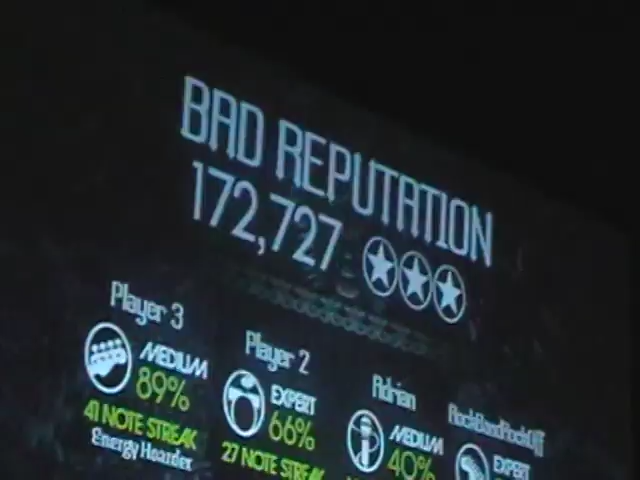 BAD REPUTATION
172,727
Player 3
MEDIUM
89%
41 NOTE STREAK
Energy Hoarder
Player 2
EXPERT
66%
27 NOTE STREAK
Adrian
MEDIUM
40%
RockBandRockOff
EXPERT